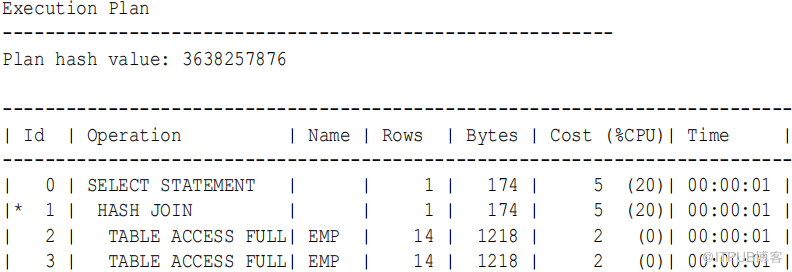 Execution Plan
----------------------------------------------------------
Plan hash value: 3638257876
---------------------------------------------------------------------------
| Id | Operation | Name | Rows | Bytes | Cost (%CPU)| Time |
---------------------------------------------------------------------------
| 0 | SELECT STATEMENT | | 1 | 174 | 5 (20)| 00:00:01 |
|* 1 | HASH JOIN | | 1 | 174 | 5 (20)| 00:00:01 |
| 2 | TABLE ACCESS FULL| EMP | 14 | 1218 | 2 (0)| 00:00:01 |
| 3 | TABLE ACCESS FULL| EMP | 14 | 1218 | 2 (0)| 00:00:01 |
@ITPUB博客